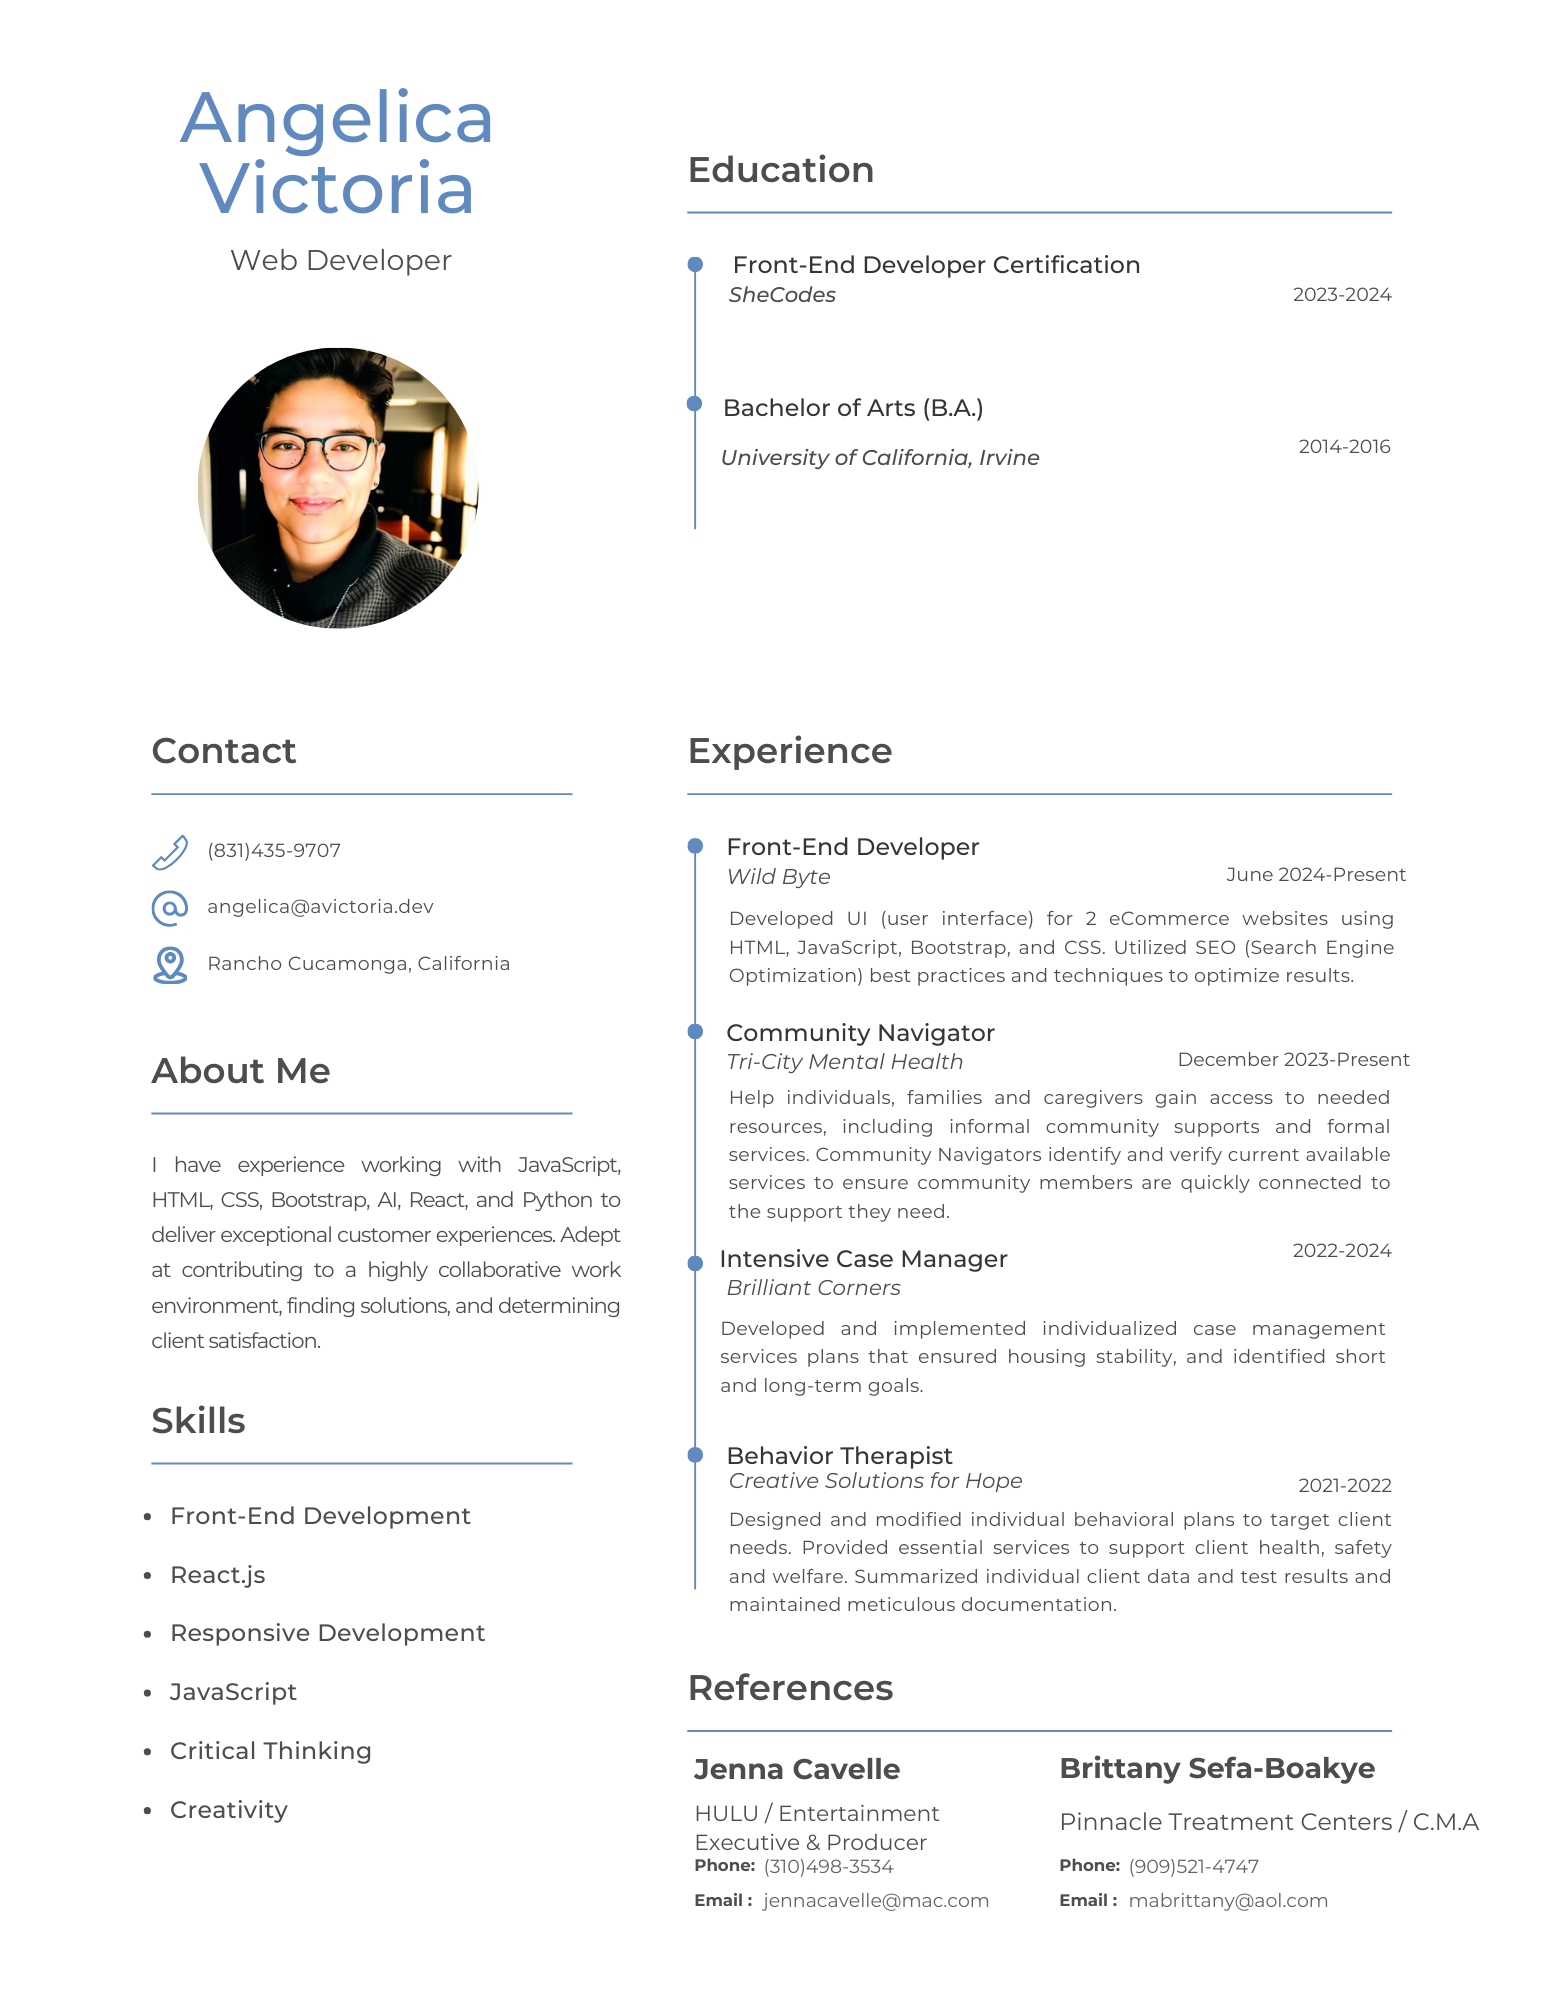 Angelica
Victoria
Web Developer
Education
Front-End Developer Certification
SheCodes
2023-2024
Bachelor of Arts (B.A.)
University of California, Irvine
2014-2016
Contact
(831)435-9707
angelica@avictoria.dev
Rancho Cucamonga, California
About Me
I have experience working with JavaScript,
HTML, CSS, Bootstrap, AI, React, and Python to
deliver exceptional customer experiences. Adept
at contributing to a highly collaborative work
environment, finding solutions, and determining
client satisfaction.
Skills
• Front-End Development
• React.js
• Responsive Development
• JavaScript
• Critical Thinking
• Creativity
Experience
Front-End Developer
Wild Byte
June 2024-Present
Developed UI (user interface) for 2 eCommerce websites using
HTML, JavaScript, Bootstrap, and CSS. Utilized SEO (Search Engine
Optimization) best practices and techniques to optimize results.
Community Navigator
Tri-City Mental Health
December 2023-Present
Help individuals, families and caregivers gain access to needed
resources, including informal community supports and formal
services. Community Navigators identify and verify current available
services to ensure community members are quickly connected to
the support they need.
Intensive Case Manager
2022-2024
Brilliant Corners
Developed and implemented individualized case management
services plans that ensured housing stability, and identified short
and long-term goals.
Behavior Therapist
Creative Solutions for Hope
2021-2022
Designed and modified individual behavioral plans to target client
needs. Provided essential services to support client health, safety
and welfare. Summarized individual client data and test results and
maintained meticulous documentation.
References
Jenna Cavelle
HULU / Entertainment
Executive & Producer
Phone: (310)498-3534
Email : jennacavelle@mac.com
Brittany Sefa-Boakye
Pinnacle Treatment Centers / C.M.A
Phone: (909)521-4747
Email : mabrittany@aol.com